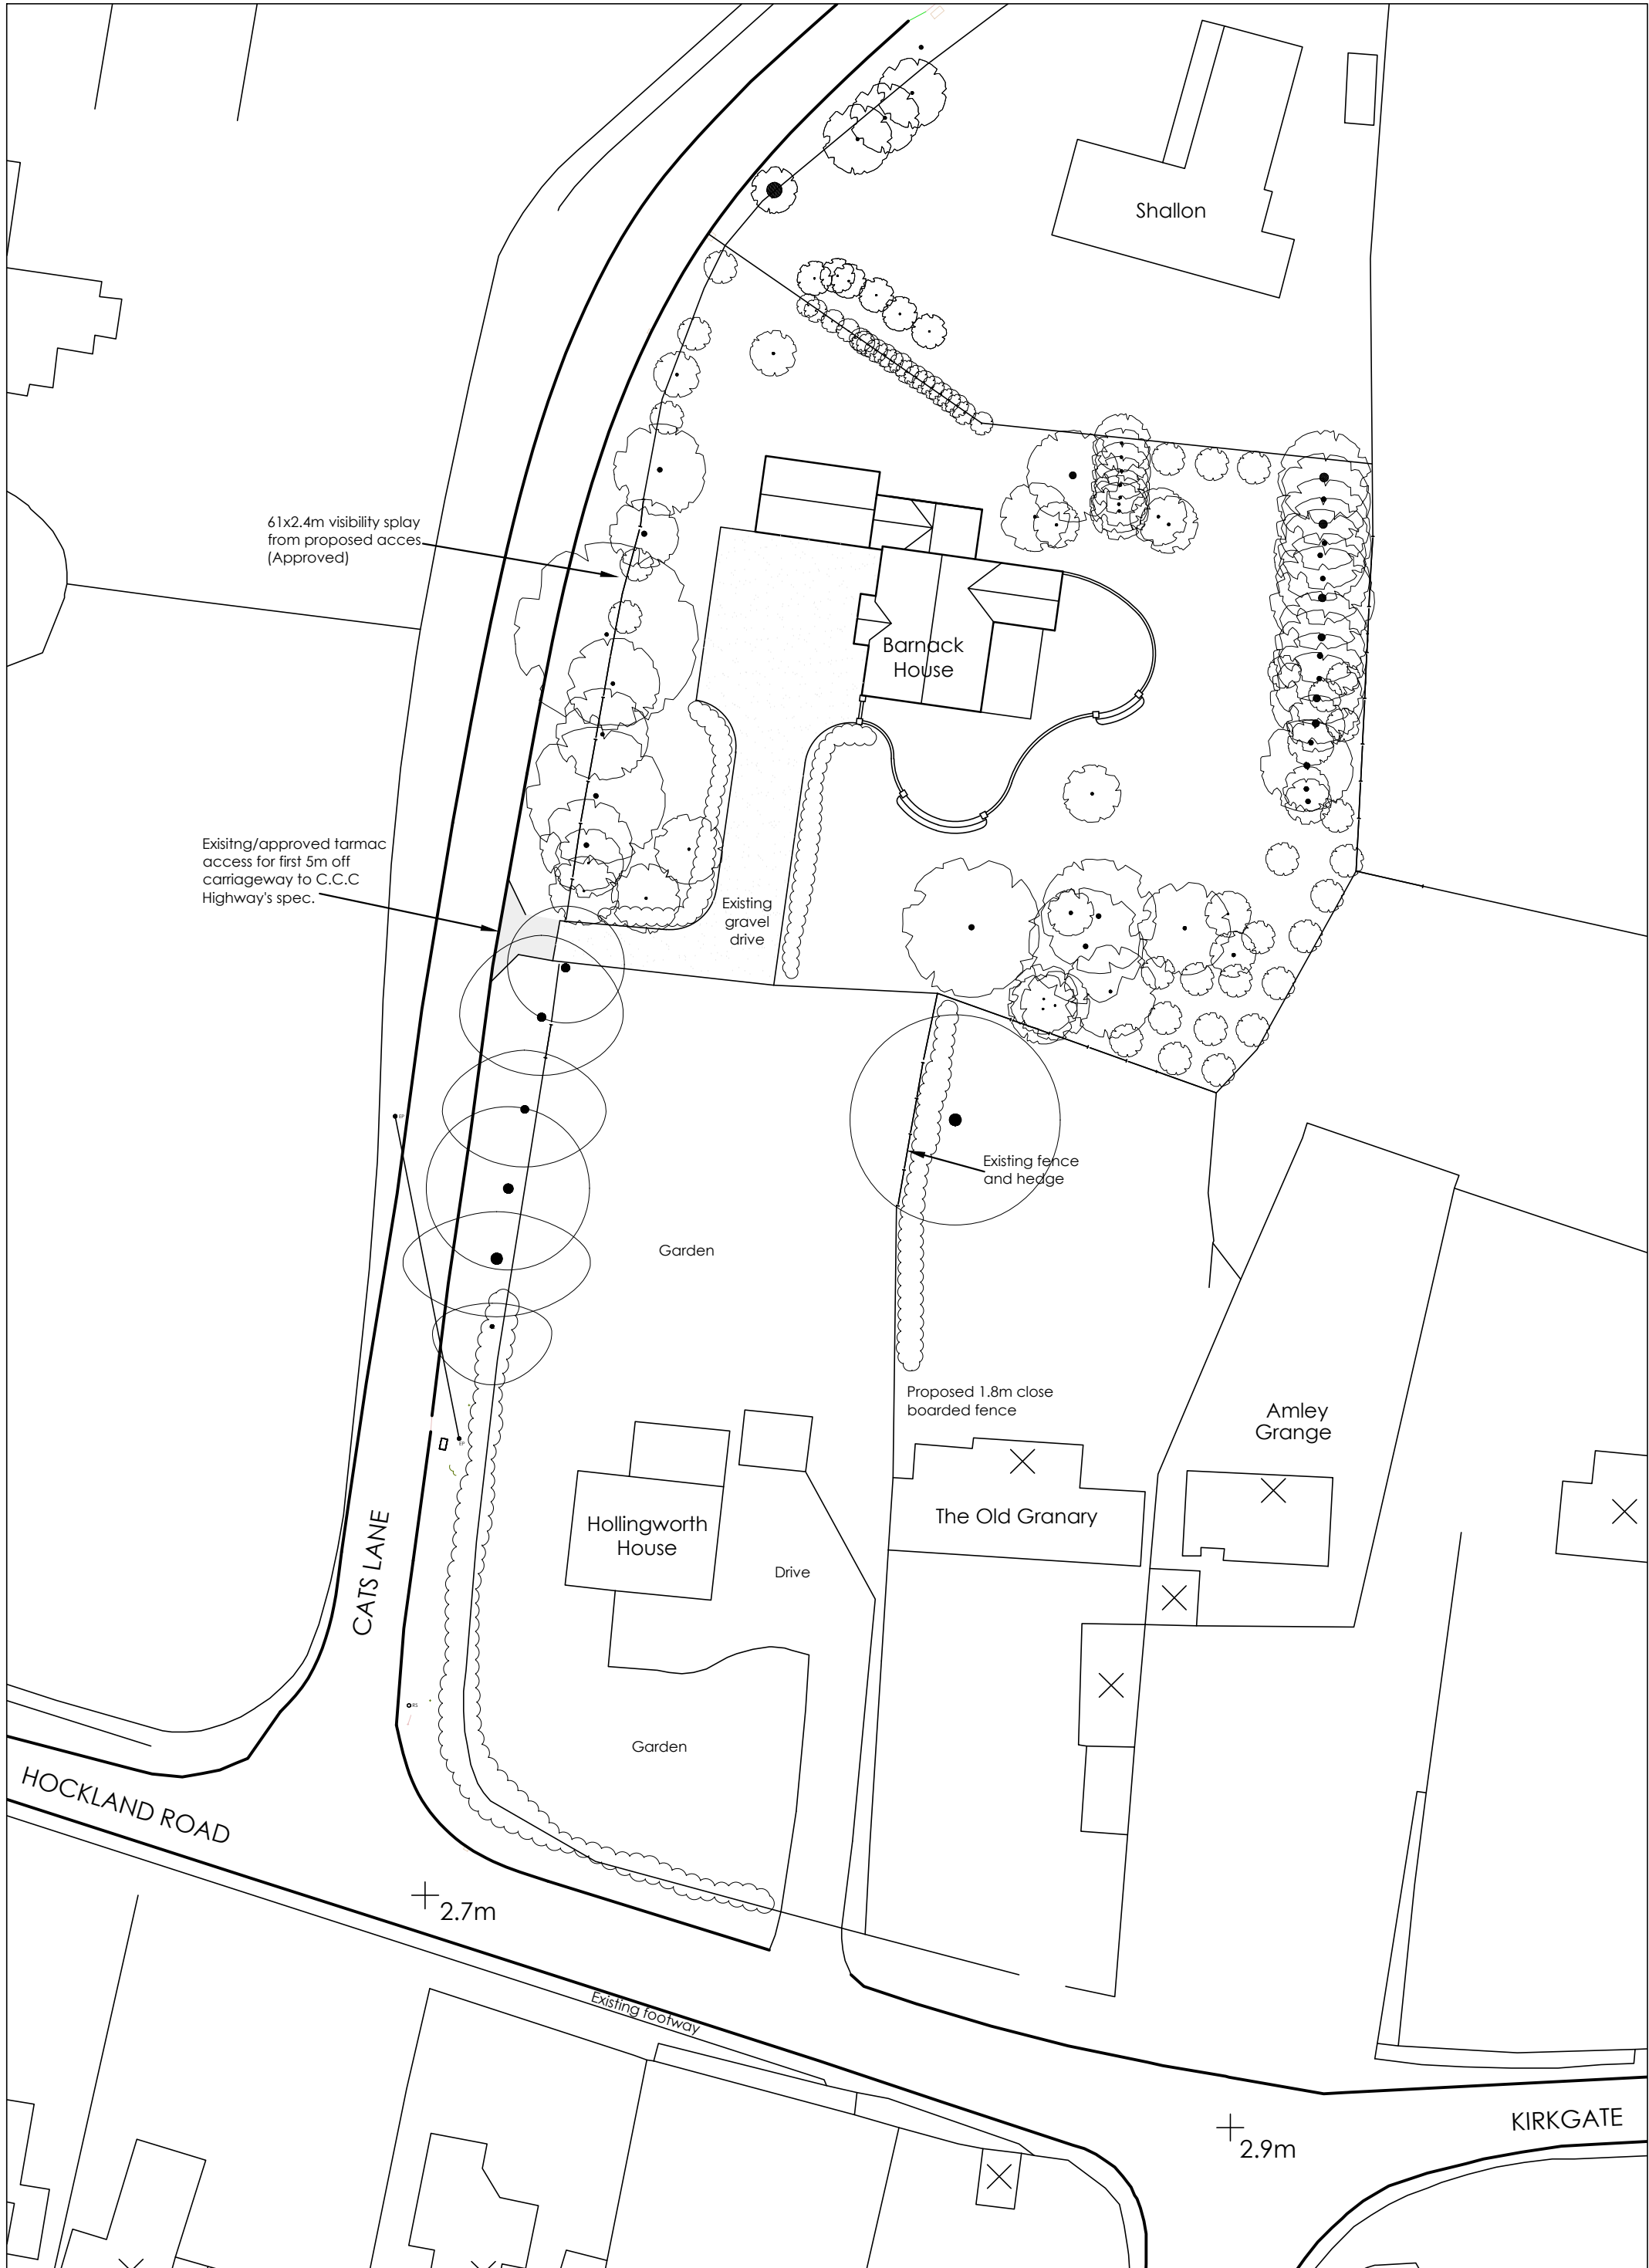 Shallon
61x2.4m visibility splay
from proposed acces
(Approved)
Barnack
House
Exisitng/approved tarmac
access for first 5m off
carriageway to C.C.C
Highway's spec.
Existing
gravel
drive
Existing fence
and hedge
Garden
Proposed 1.8m close
boarded fence
Amley
Grange
The Old Granary
Hollingworth
House
Drive
CATS LANE
Garden
HOCKLAND ROAD
2.7m
Existing footway
KIRKGATE
2.9m